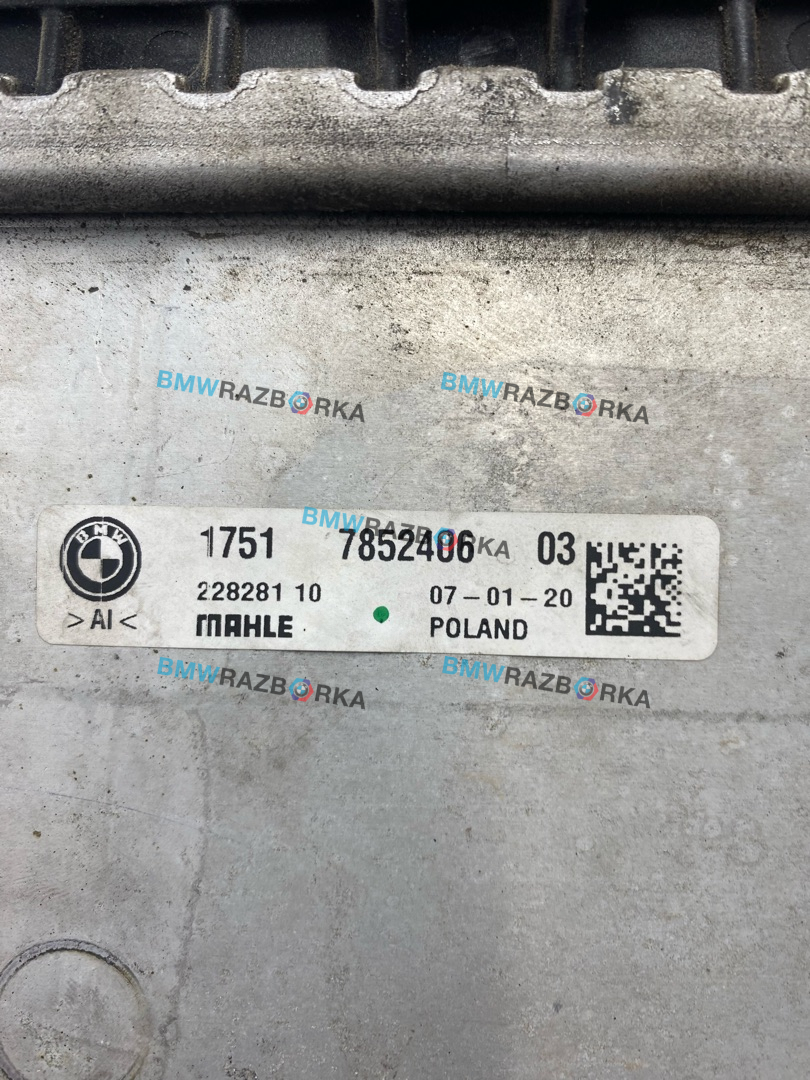 BMWRAZBORKA BMWRAZBORKA
BMWRAZBORKA
BMW
1751 7852406 03
228281 10 07-01-20
>AI< MAHLE POLAND
BMWRAZBORKA BMWRAZBORKA